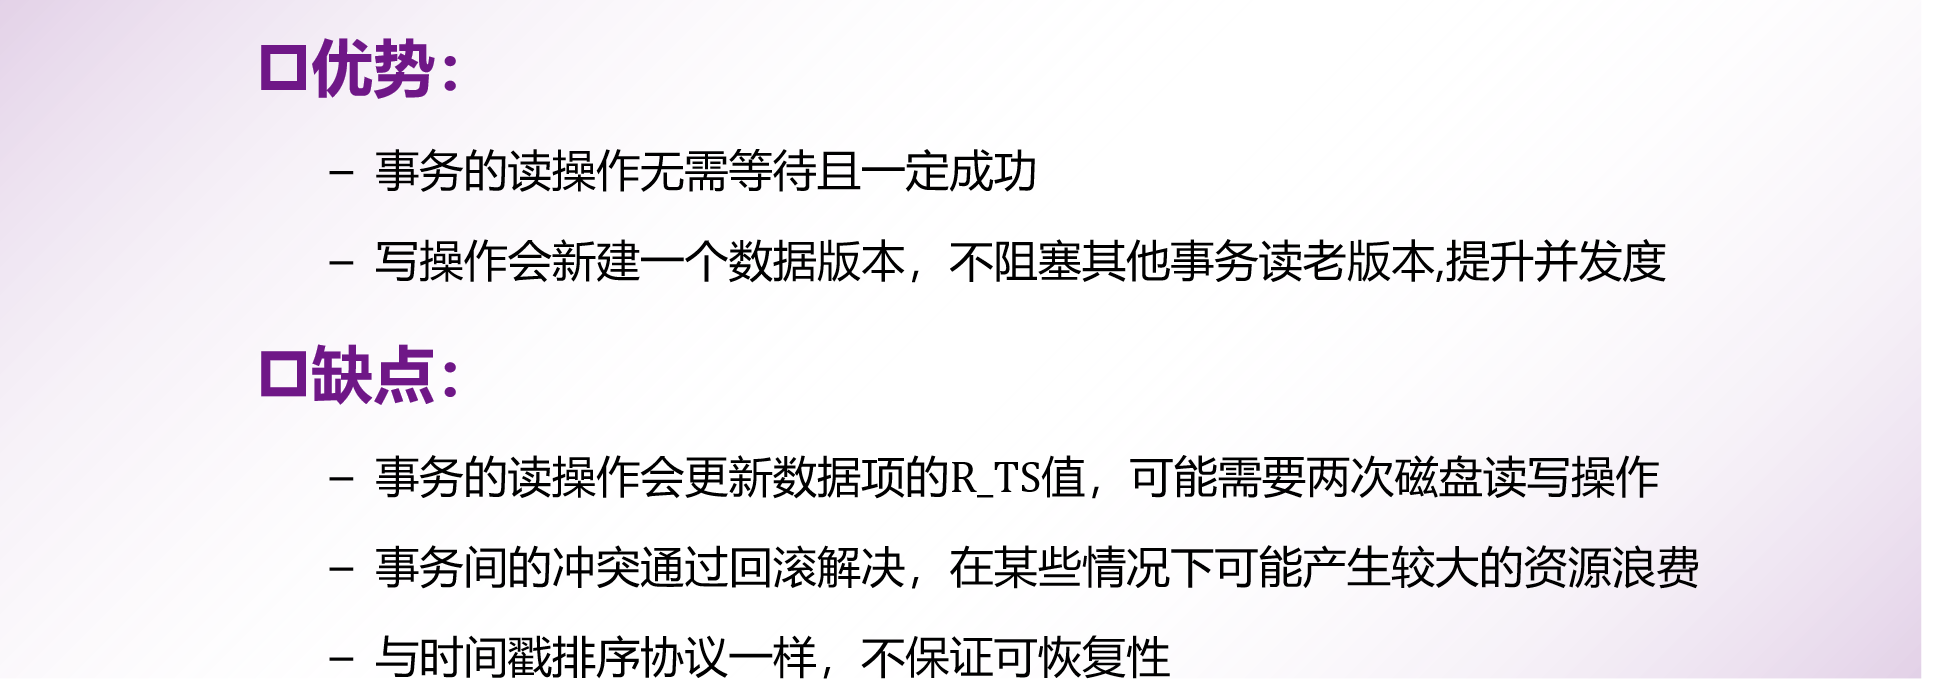 优势：
– 事务的读操作无需等待且一定成功
– 写操作会新建一个数据版本，不阻塞其他事务读老版本,提升并发度
缺点：
– 事务的读操作会更新数据项的R_TS值，可能需要两次磁盘读写操作
– 事务间的冲突通过回滚解决，在某些情况下可能产生较大的资源浪费
– 与时间戳排序协议一样，不保证可恢复性